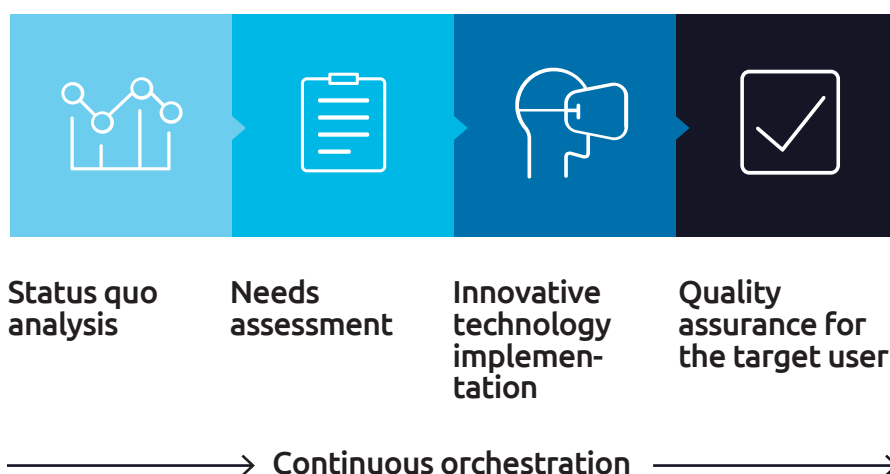 Status quo
analysis
Needs
assessment
Innovative
technology
implemen-
tation
Quality
assurance for
the target user
Continuous orchestration